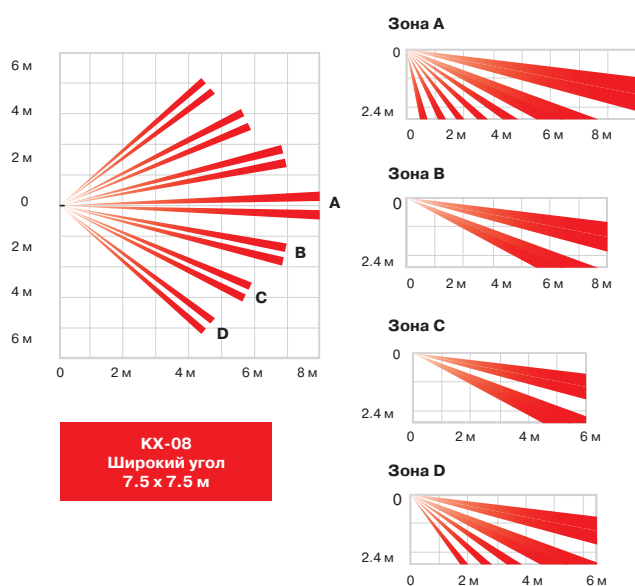 6 м
4 м
2 м
0
2 м
4 м
6 м
0
2 м
4 м
6 м
8 м
A
B
C
D
КХ-08
Широкий угол
7.5 x 7.5 м
Зона A
0
2.4 м
0
2 м
4 м
6 м
8 м
Зона B
0
2.4 м
0
2 м
4 м
6 м
8 м
Зона C
0
2.4 м
0
2 м
4 м
6 м
Зона D
0
2.4 м
0
2 м
4 м
6 м